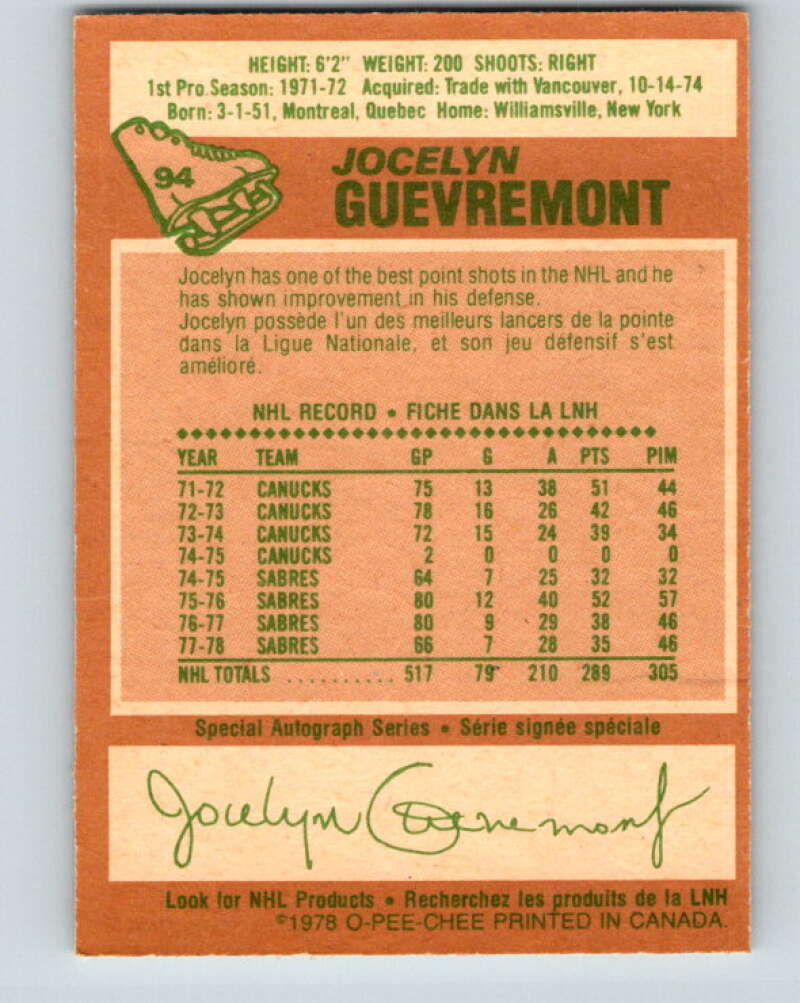 HEIGHT: 6'2" WEIGHT: 200 SHOOTS: RIGHT
1st Pro Season: 1971-72 Acquired: Trade with Vancouver, 10-14-74
Born: 3-1-51, Montreal, Quebec Home: Williamsville, New York
94
JOCELYN
GUEVREMONT
Jocelyn has one of the best point shots in the NHL and he
has shown improvement in his defense.
Jocelyn possède l'un des meilleurs lancers de la pointe
dans la Ligue Nationale, et son jeu défensif s'est
amélioré.
NHL RECORD • FICHE DANS LA LNH
YEAR TEAM GP G A PTS PIM
71-72 CANUCKS 75 13 38 51 44
72-73 CANUCKS 78 16 26 42 46
73-74 CANUCKS 72 15 24 39 34
74-75 CANUCKS 2 0 0 0 0
74-75 SABRES 64 7 25 32 32
75-76 SABRES 80 12 40 52 57
76-77 SABRES 80 9 29 38 46
77-78 SABRES 66 7 28 35 46
NHL TOTALS .......... 517 79 210 289 305
Special Autograph Series • Série signée spéciale
Jocelyn Guevremont
Look for NHL Products • Recherchez les produits de la LNH
©1978 O-PEE-CHEE PRINTED IN CANADA.